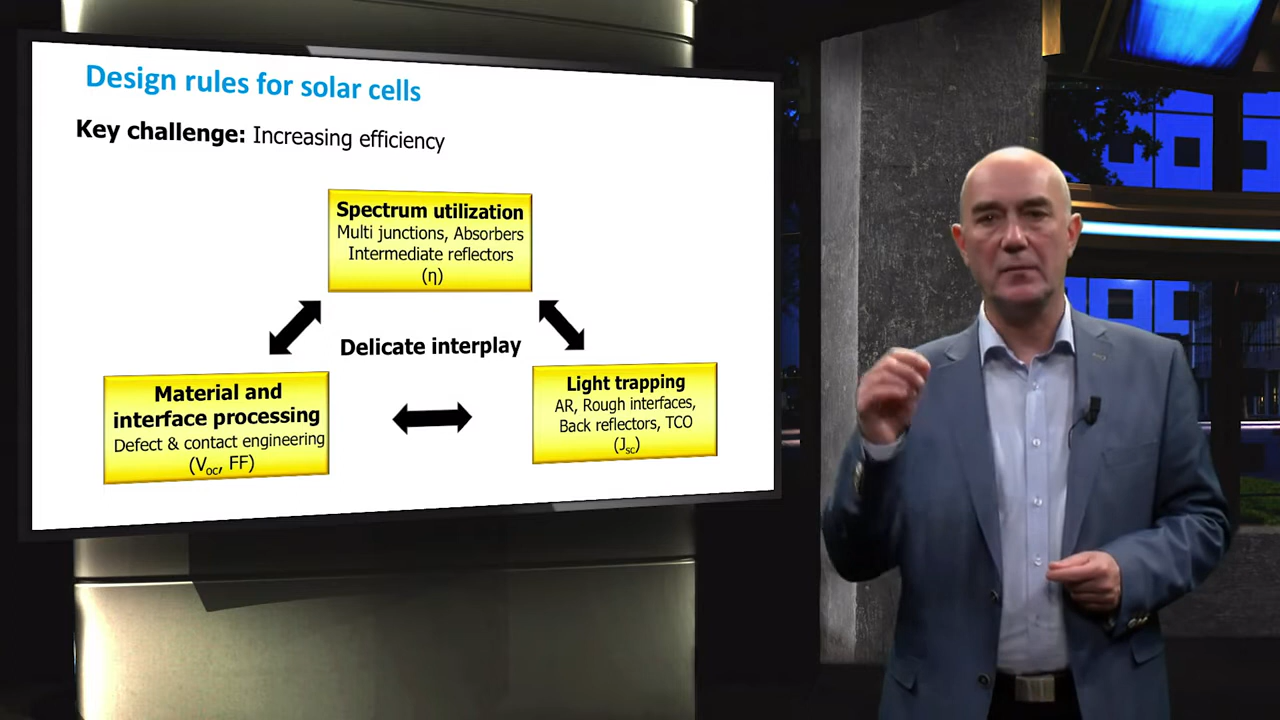 Design rules for solar cells
Key challenge: Increasing efficiency
Spectrum utilization
Multi junctions, Absorbers
Intermediate reflectors
(η)
Delicate interplay
Material and
interface processing
Defect & contact engineering
(Voc, FF)
Light trapping
AR, Rough interfaces,
Back reflectors, TCO
(Jsc)